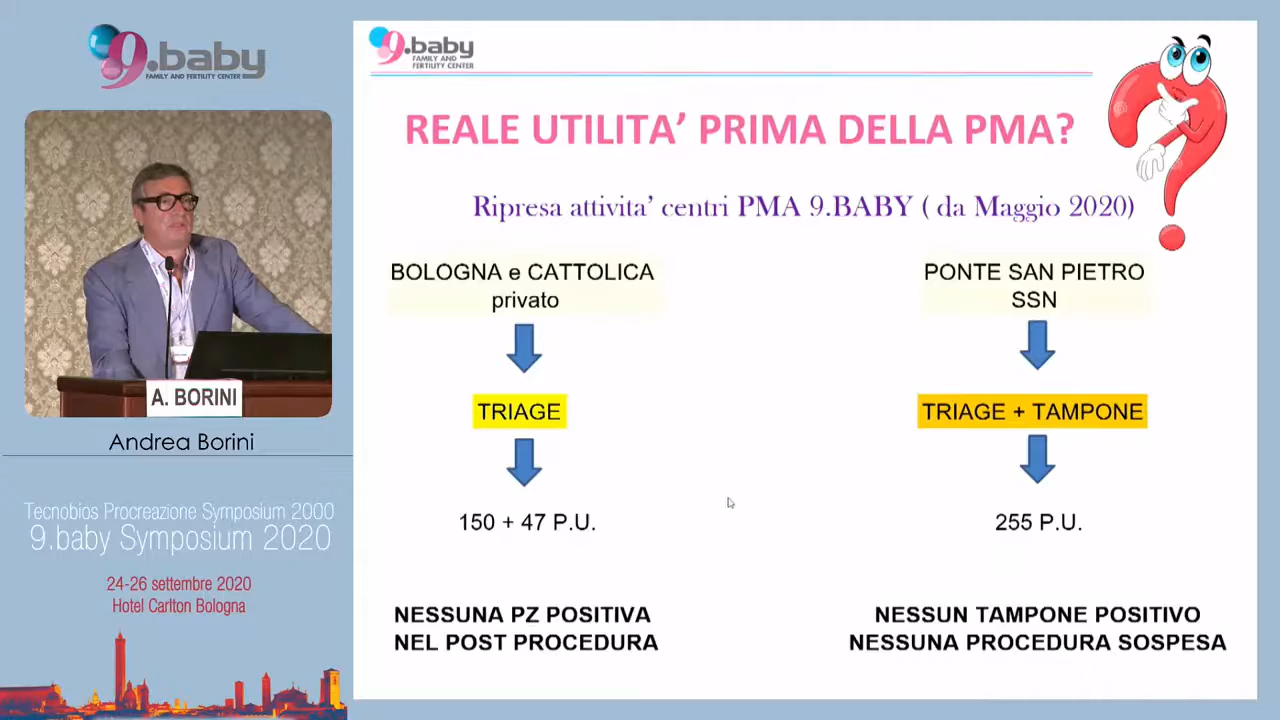 9.baby
FAMILY AND FERTILITY CENTER
A. BORINI
Andrea Borini
Tecnobios Procreazione Symposium 2000
9.baby Symposium 2020
24-26 settembre 2020
Hotel Carlton Bologna
9.baby
FAMILY AND
FERTILITY CENTER
REALE UTILITA’ PRIMA DELLA PMA?
Ripresa attivita’ centri PMA 9.BABY ( da Maggio 2020)
BOLOGNA e CATTOLICA
privato
TRIAGE
150 + 47 P.U.
NESSUNA PZ POSITIVA
NEL POST PROCEDURA
PONTE SAN PIETRO
SSN
TRIAGE + TAMPONE
255 P.U.
NESSUN TAMPONE POSITIVO
NESSUNA PROCEDURA SOSPESA